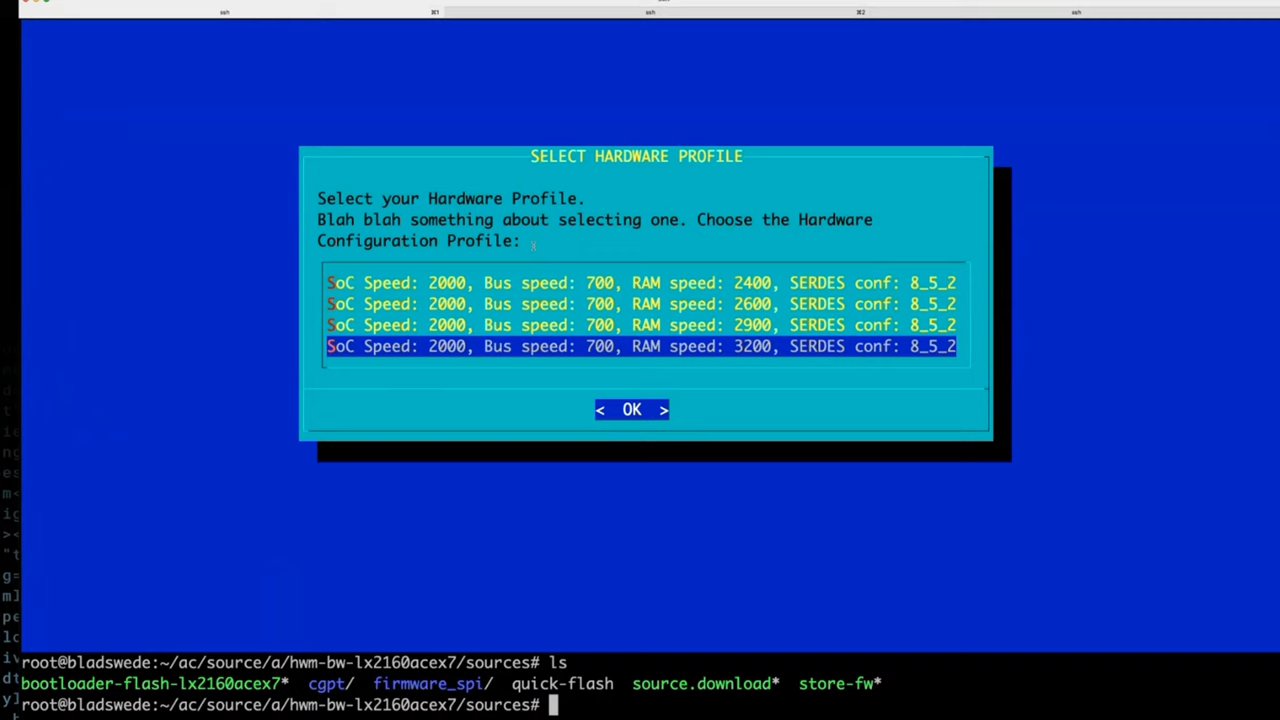 ssh ⌘1 ssh ⌘2 ssh
SELECT HARDWARE PROFILE
Select your Hardware Profile.
Blah blah something about selecting one. Choose the Hardware
Configuration Profile:
SoC Speed: 2000, Bus speed: 700, RAM speed: 2400, SERDES conf: 8_5_2
SoC Speed: 2000, Bus speed: 700, RAM speed: 2600, SERDES conf: 8_5_2
SoC Speed: 2000, Bus speed: 700, RAM speed: 2900, SERDES conf: 8_5_2
SoC Speed: 2000, Bus speed: 700, RAM speed: 3200, SERDES conf: 8_5_2
< OK >
root@bladswede:~/ac/source/a/hwm-bw-lx2160acex7/sources# ls
bootloader-flash-lx2160acex7* cgpt/ firmware_spi/ quick-flash source.download* store-fw*
root@bladswede:~/ac/source/a/hwm-bw-lx2160acex7/sources#